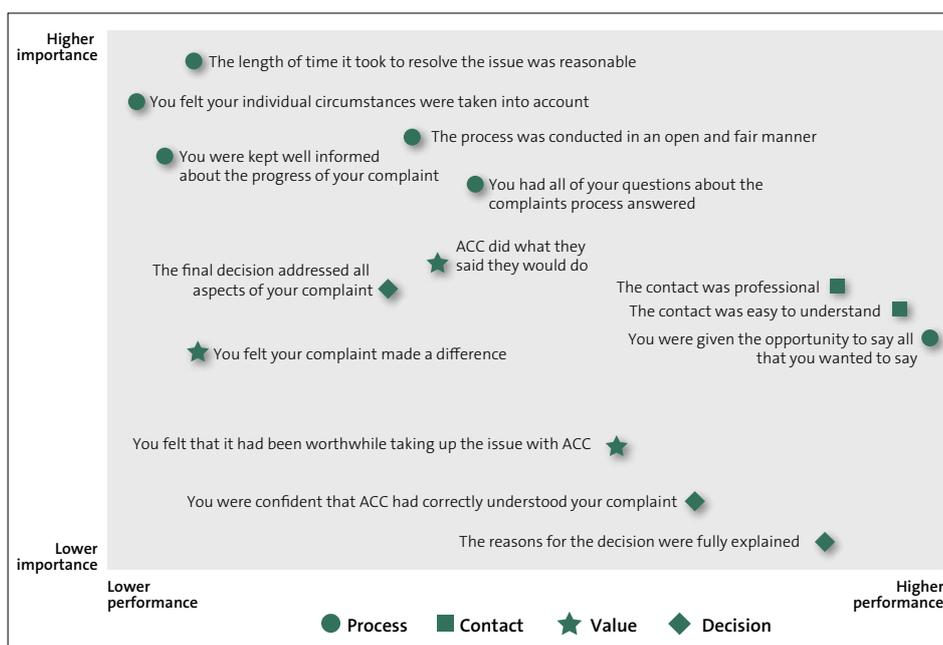 Higher
importance
The length of time it took to resolve the issue was reasonable
You felt your individual circumstances were taken into account
The process was conducted in an open and fair manner
You were kept well informed
about the progress of your complaint
You had all of your questions about the
complaints process answered
ACC did what they
said they would do
The final decision addressed all
aspects of your complaint
The contact was professional
The contact was easy to understand
You were given the opportunity to say all
that you wanted to say
You felt your complaint made a difference
You felt that it had been worthwhile taking up the issue with ACC
You were confident that ACC had correctly understood your complaint
The reasons for the decision were fully explained
Lower
importance
Lower
performance
Higher
performance
Process Contact Value Decision